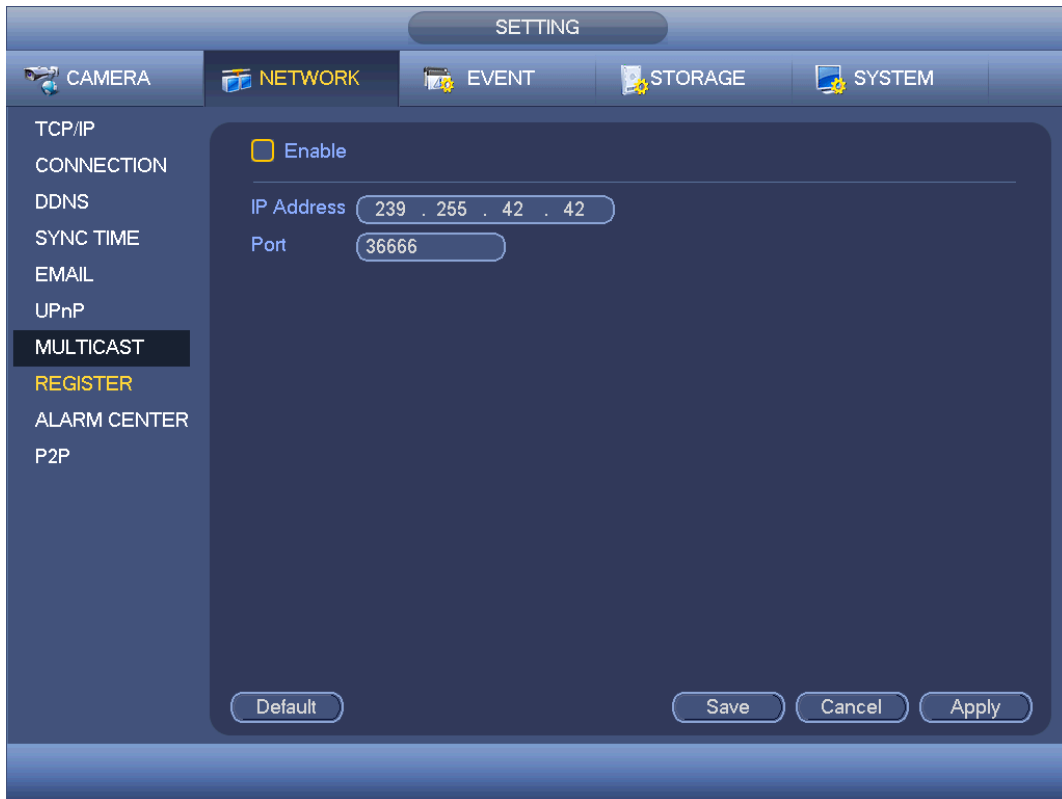 SETTING
CAMERA NETWORK EVENT STORAGE SYSTEM
TCP/IP
CONNECTION
DDNS
SYNC TIME
EMAIL
UPnP
MULTICAST
REGISTER
ALARM CENTER
P2P
Enable
IP Address 239 . 255 . 42 . 42
Port 36666
Default Save Cancel Apply